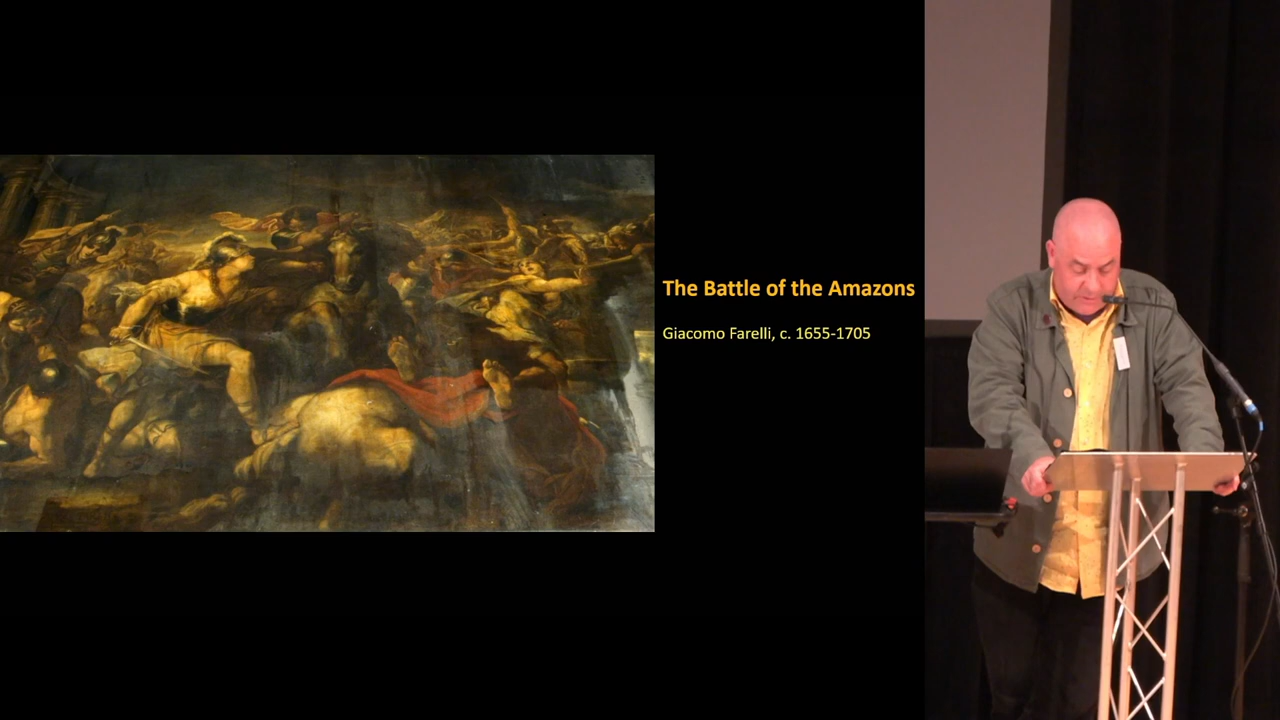 The Battle of the Amazons
Giacomo Farelli, c. 1655-1705